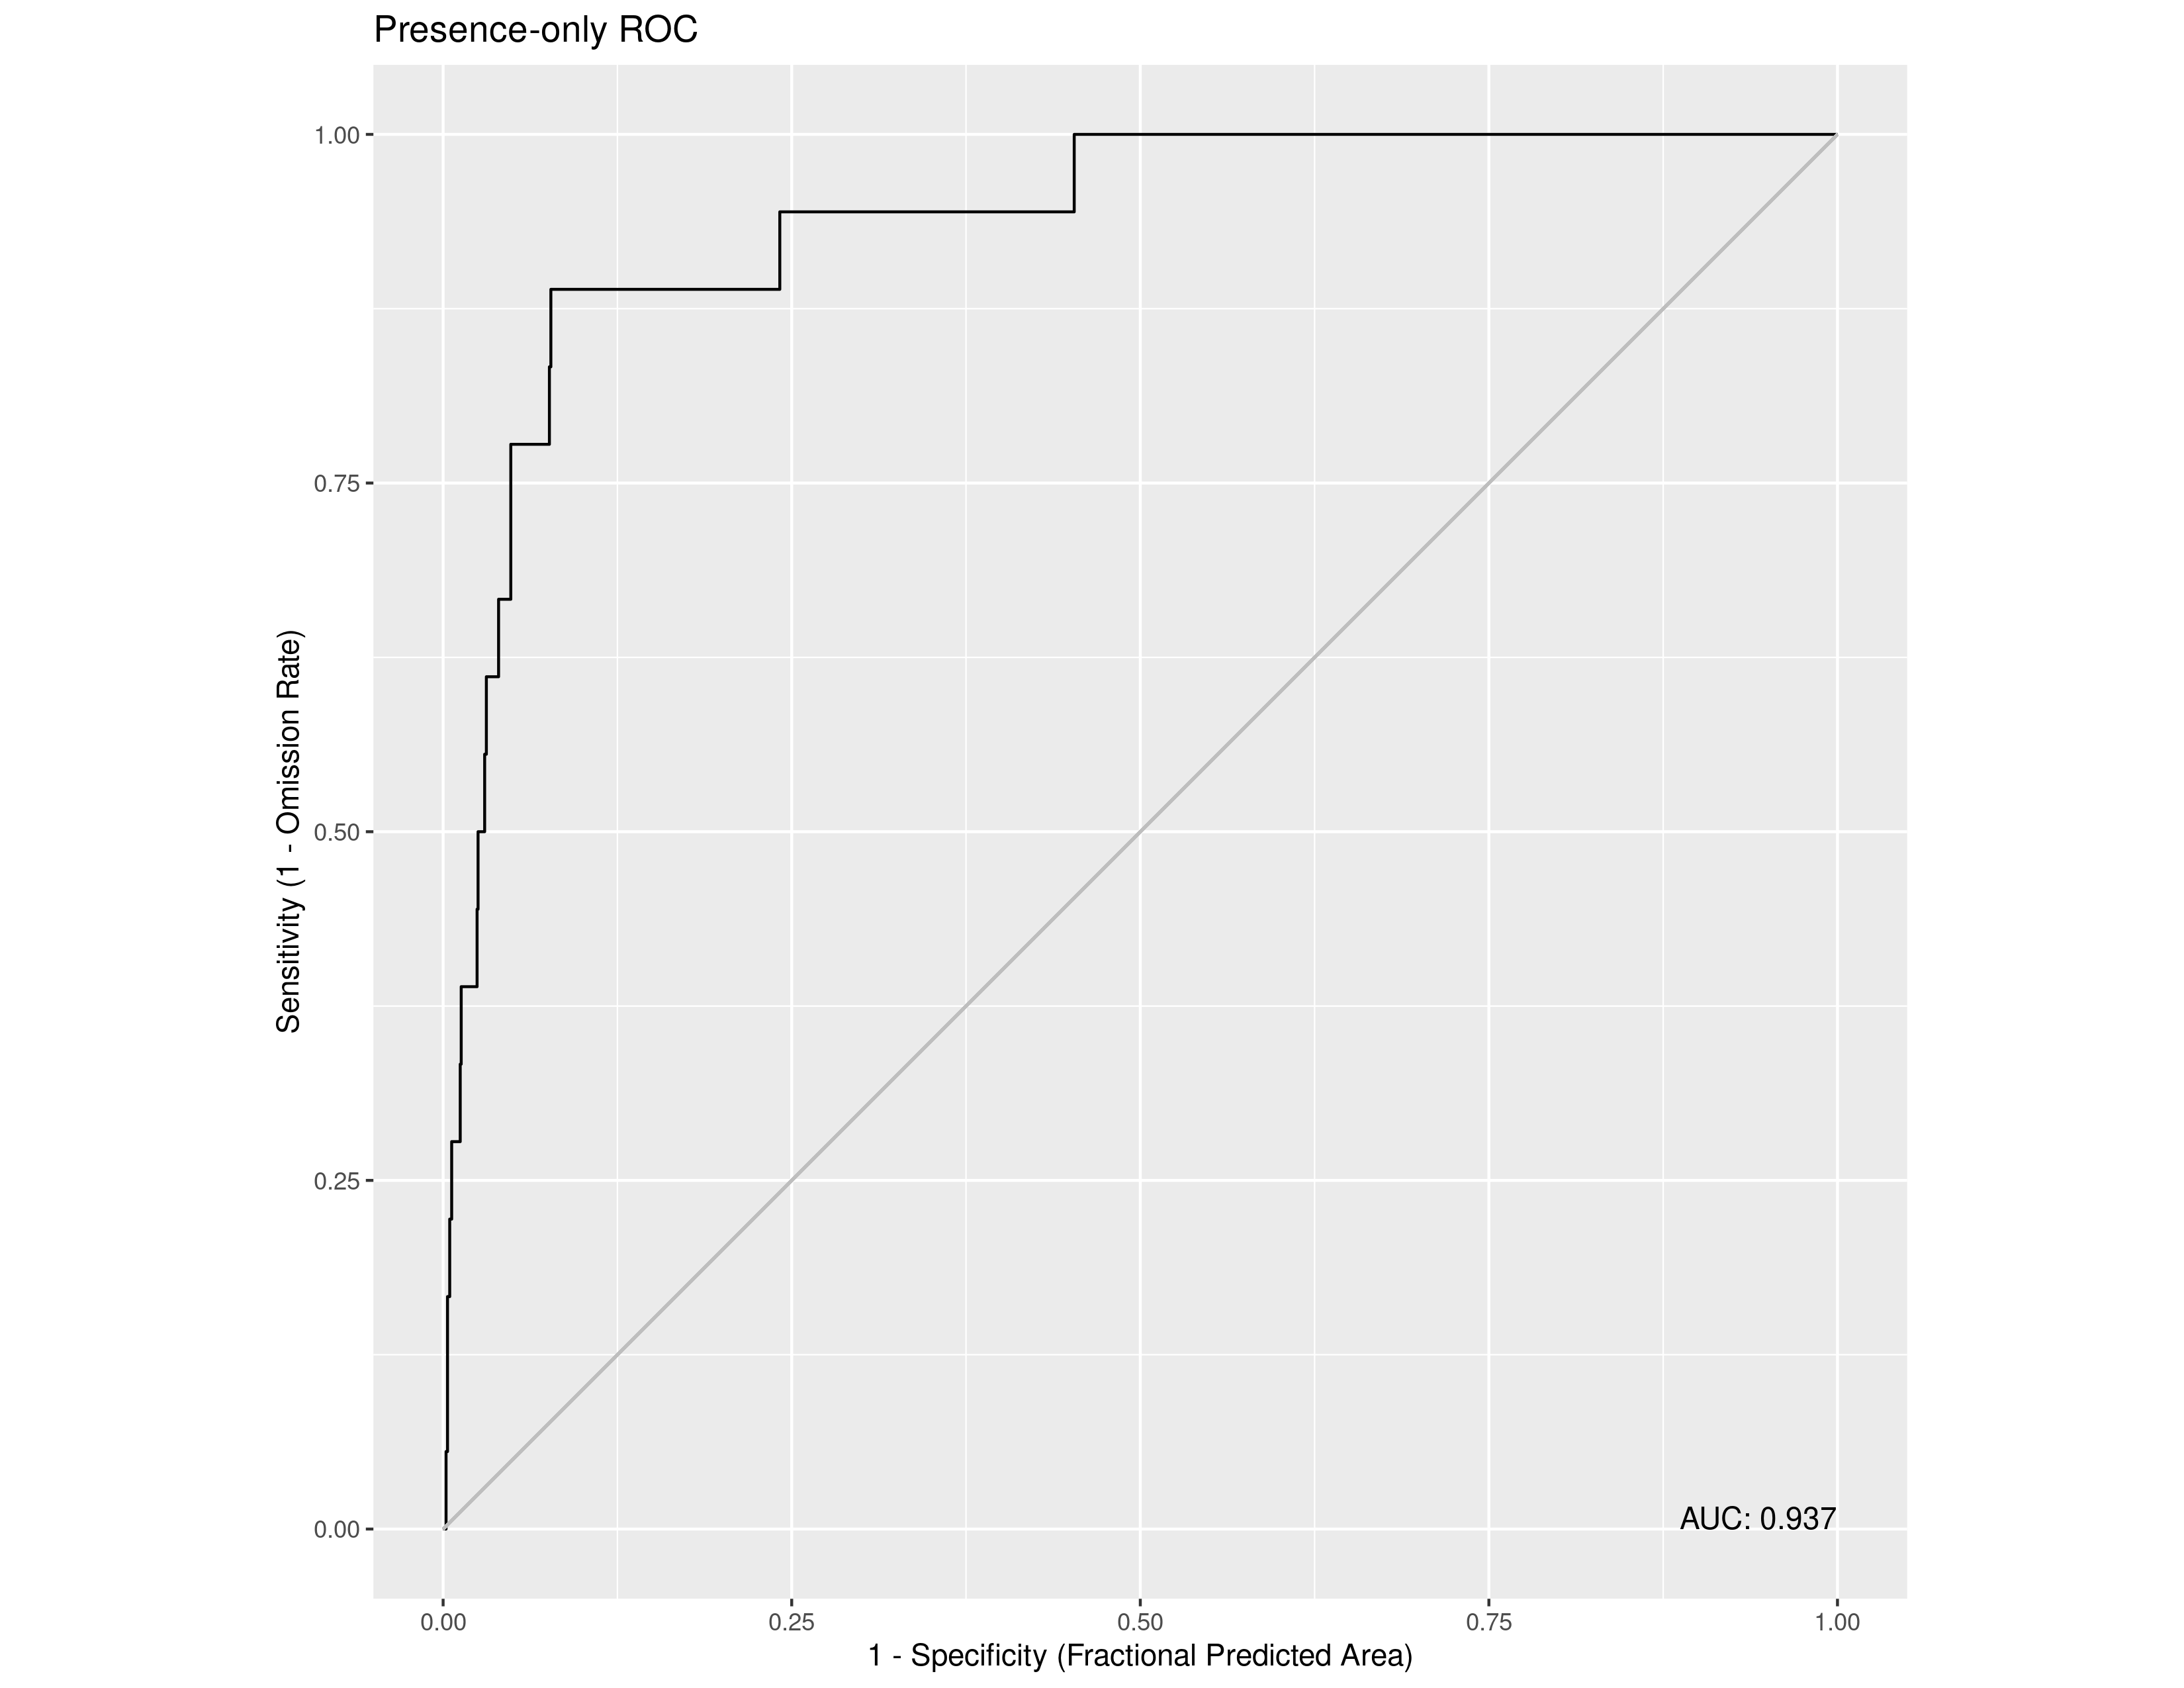 Presence-only ROC
1.00
0.75
0.50
0.25
0.00
Sensitivity (1 - Omission Rate)
AUC: 0.937
0.00 0.25 0.50 0.75 1.00
1 - Specificity (Fractional Predicted Area)